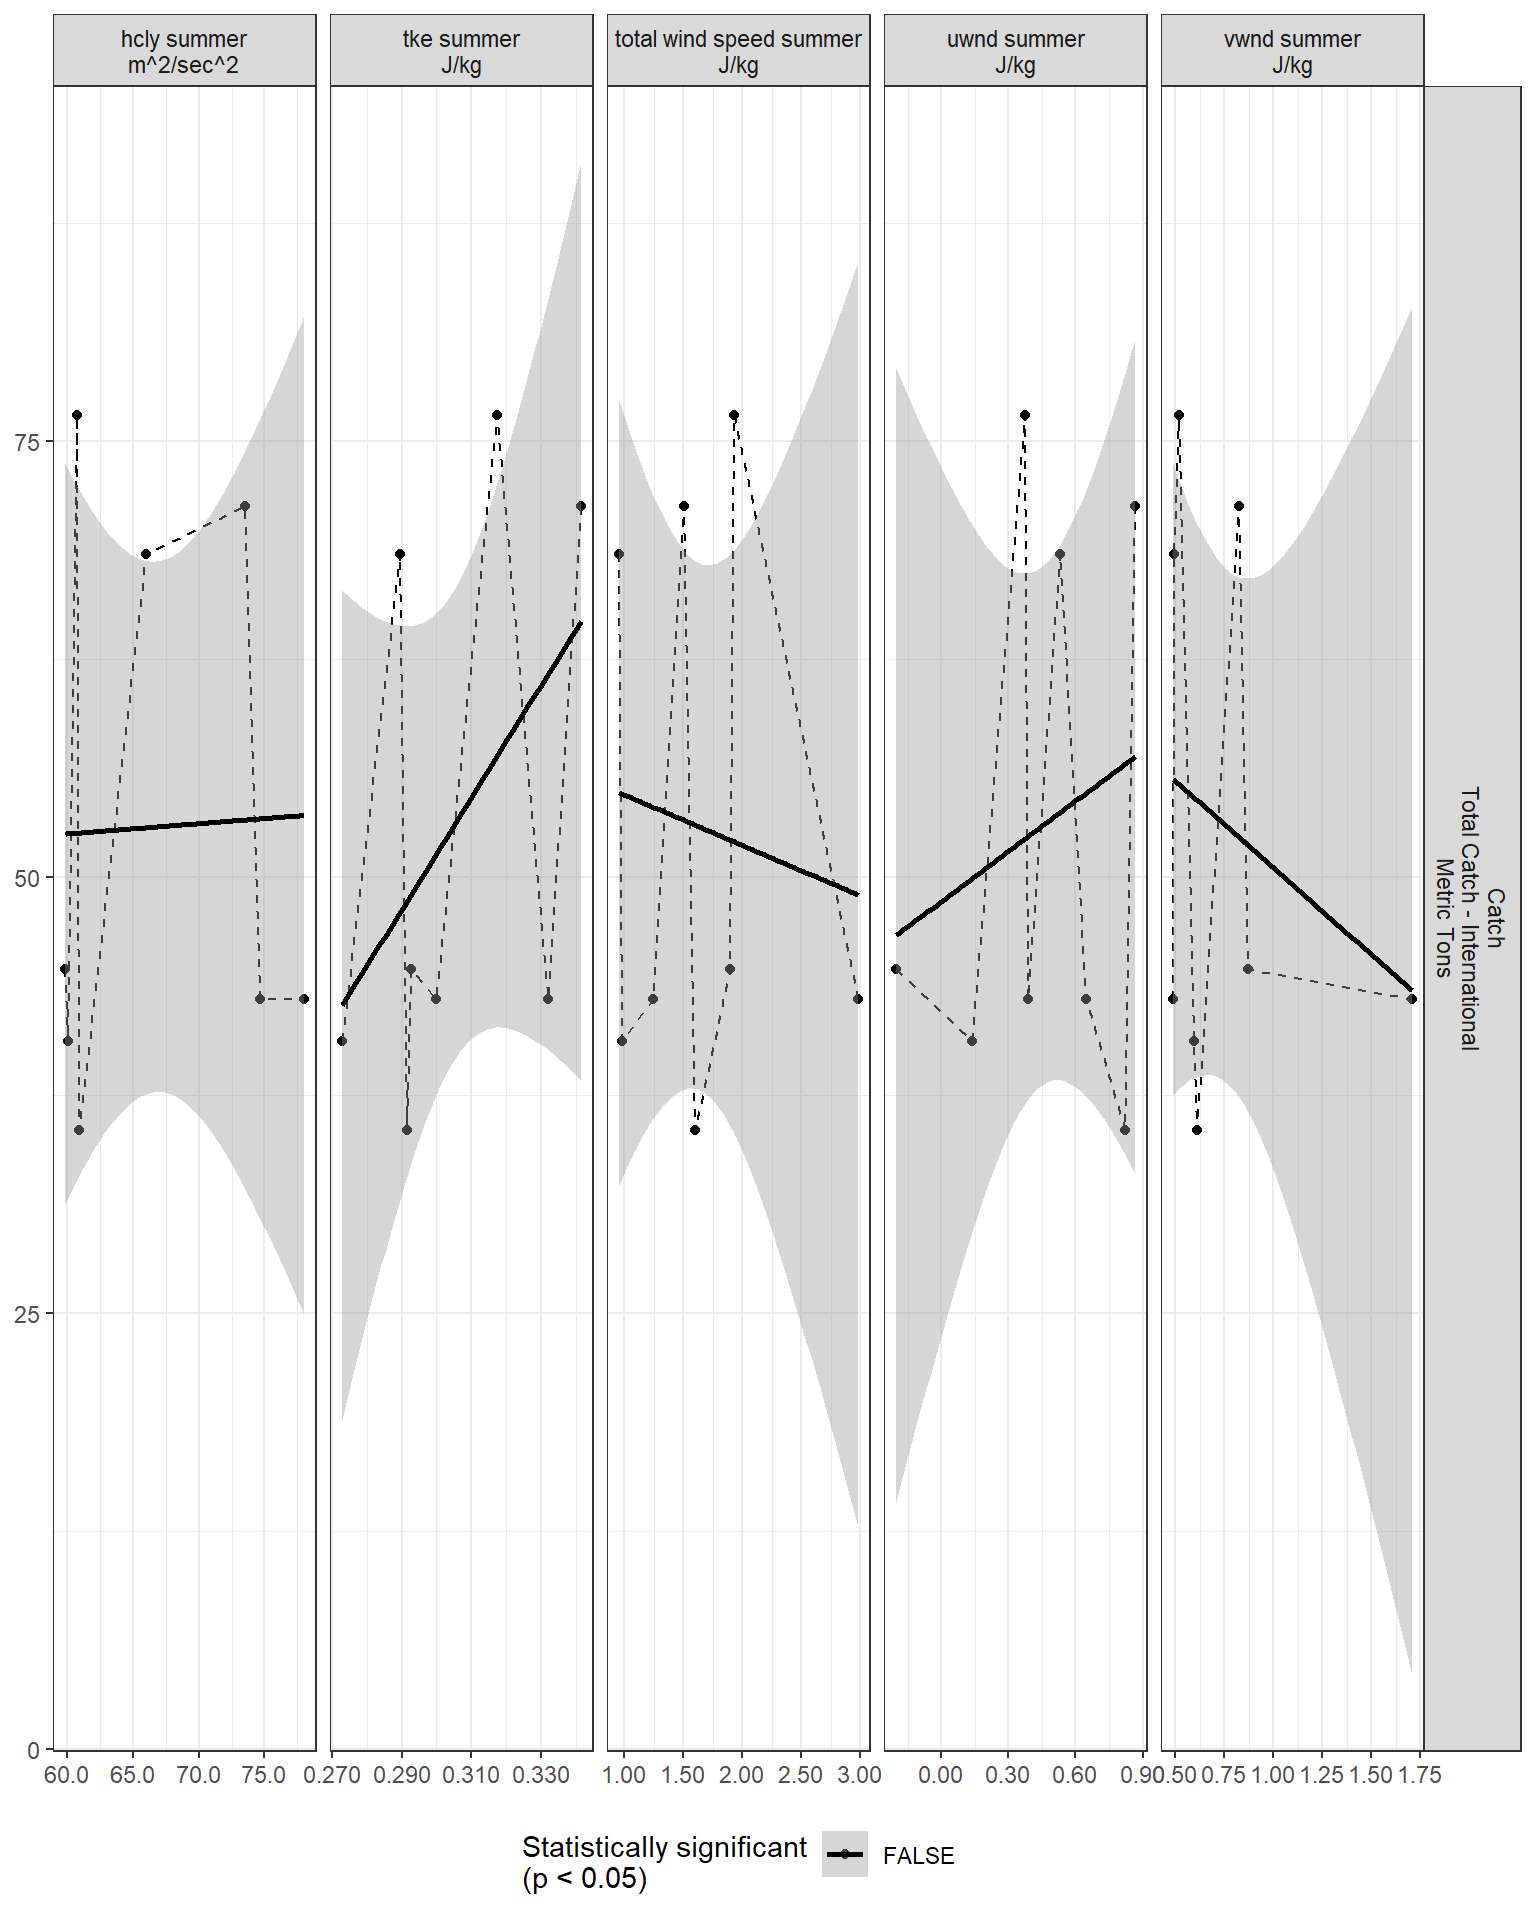 hcly summer
m^2/sec^2
tke summer
J/kg
total wind speed summer
J/kg
uwnd summer
J/kg
vwnd summer
J/kg
Catch
Total Catch - International
Metric Tons
75
50
25
0
60.0 65.0 70.0 75.0 0.270 0.290 0.310 0.330 1.00 1.50 2.00 2.50 3.00 0.00 0.30 0.60 0.90 0.50 0.75 1.00 1.25 1.50 1.75
Statistically significant
(p < 0.05)
FALSE